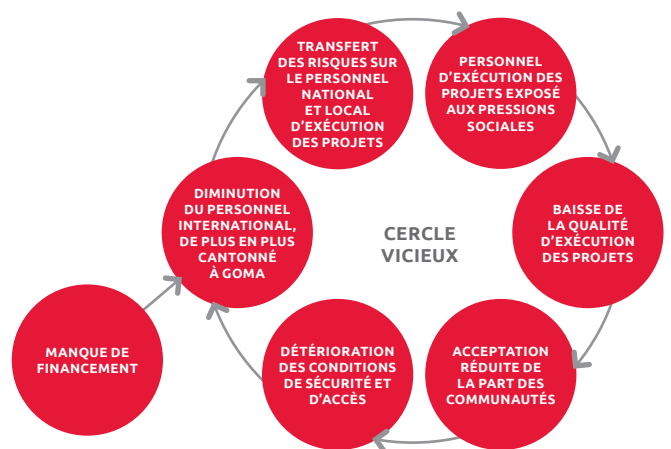 TRANSFERT
DES RISQUES SUR
LE PERSONNEL
NATIONAL
ET LOCAL
D'EXÉCUTION
DES PROJETS
PERSONNEL
D'EXÉCUTION DES
PROJETS EXPOSÉ
AUX PRESSIONS
SOCIALES
DIMINUTION
DU PERSONNEL
INTERNATIONAL,
DE PLUS EN PLUS
CANTONNÉ
À GOMA
CERCLE
VICIEUX
BAISSE DE
LA QUALITÉ
D'EXÉCUTION
DES PROJETS
MANQUE DE
FINANCEMENT
DÉTÉRIORATION
DES CONDITIONS
DE SÉCURITÉ ET
D'ACCÈS
ACCEPTATION
RÉDUITE DE
LA PART DES
COMMUNAUTÉS